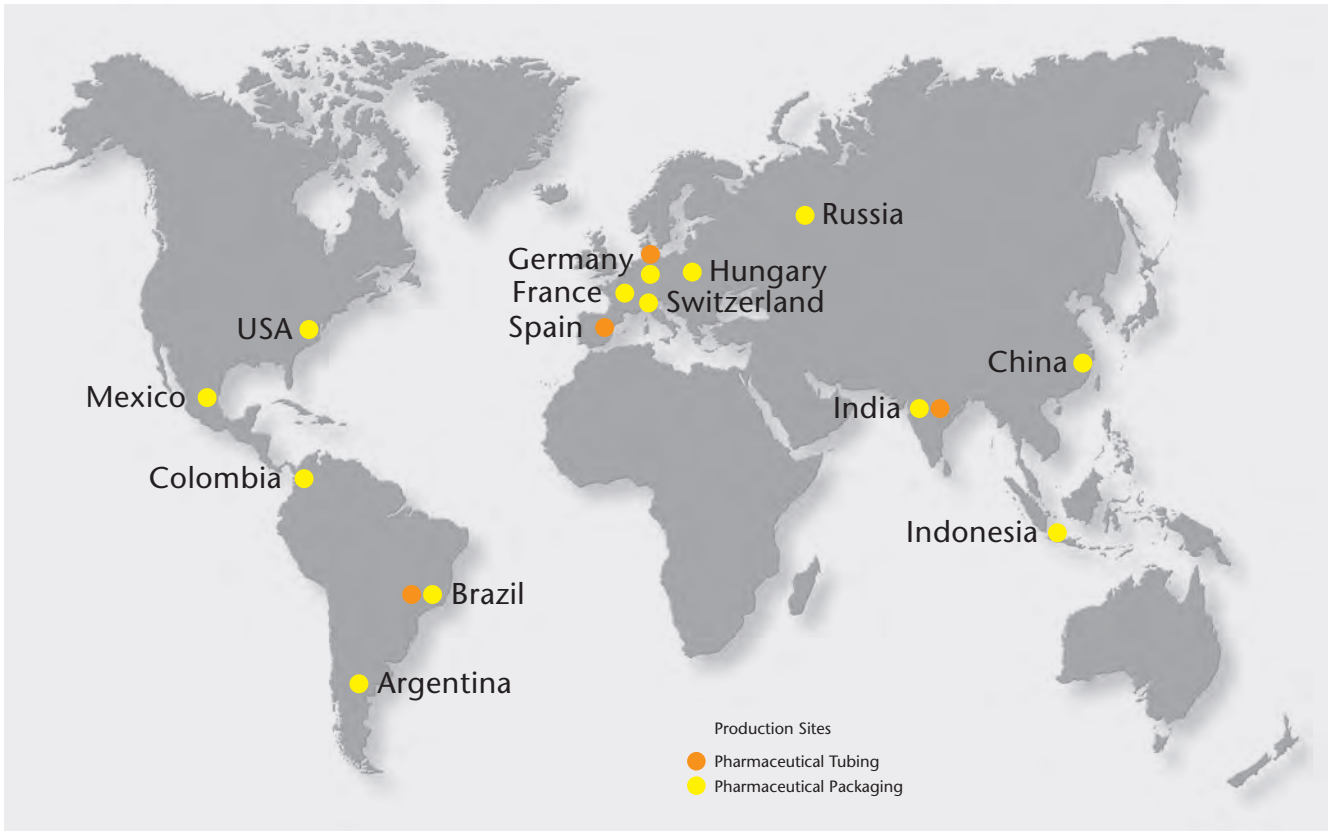 Russia
Germany
Hungary
France
Switzerland
Spain
USA
China
Mexico
India
Colombia
Indonesia
Brazil
Argentina
Production Sites
Pharmaceutical Tubing
Pharmaceutical Packaging